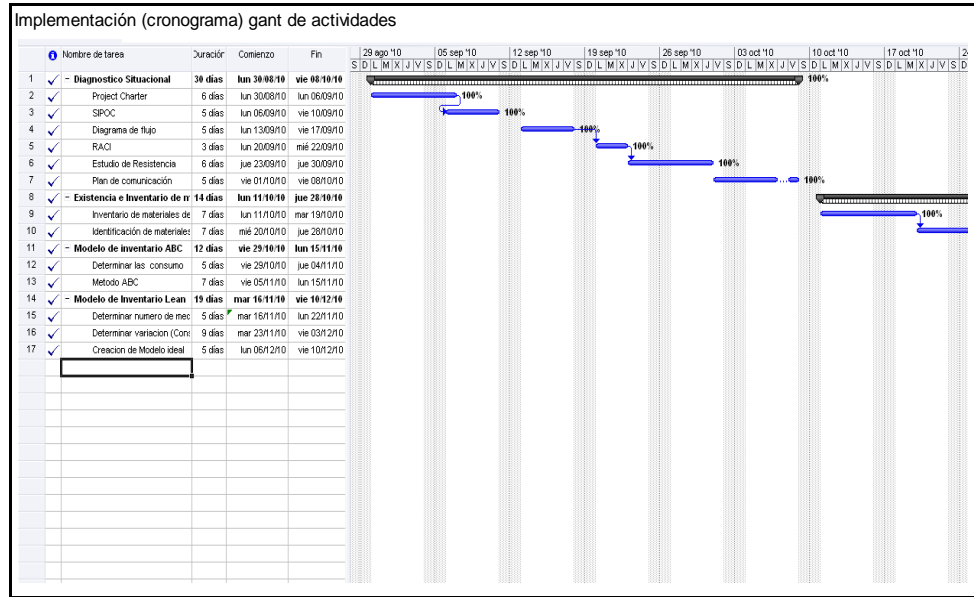 Implementación (cronograma) gant de actividades
Nombre de tarea Duración Comienzo Fin 29 ago '10 05 sep '10 12 sep '10 19 sep '10 26 sep '10 03 oct '10 10 oct '10 17 oct '10 2
S D L M X J V S D L M X J V S D L M X J V S D L M X J V S D L M X J V S D L M X J V S D L M X J V S D L M X J V S D
1 - Diagnostico Situacional 30 días lun 30/08/10 vie 08/10/10 100%
2 Project Charter 6 días lun 30/08/10 lun 06/09/10 100%
3 SIPOC 5 días lun 06/09/10 vie 10/09/10 100%
4 Diagrama de flujo 5 días lun 13/09/10 vie 17/09/10 100%
5 RACI 3 días lun 20/09/10 mié 22/09/10 100%
6 Estudio de Resistencia 6 días jue 23/09/10 jue 30/09/10 100%
7 Plan de comunicación 5 días vie 01/10/10 vie 08/10/10 100%
8 - Existencia e Inventario de m 14 días lun 11/10/10 jue 28/10/10
9 Inventario de materiales de 7 días lun 11/10/10 mar 19/10/10 100%
10 Identificación de materiales 7 días mié 20/10/10 jue 28/10/10
11 - Modelo de inventario ABC 12 días vie 29/10/10 lun 15/11/10
12 Determinar las consumo 5 días vie 29/10/10 jue 04/11/10
13 Metodo ABC 7 días vie 05/11/10 lun 15/11/10
14 - Modelo de Inventario Lean 19 días mar 16/11/10 vie 10/12/10
15 Determinar numero de mec 5 días mar 16/11/10 lun 22/11/10
16 Determinar variacion (Con 9 días mar 23/11/10 vie 03/12/10
17 Creacion de Modelo ideal 5 días lun 06/12/10 vie 10/12/10